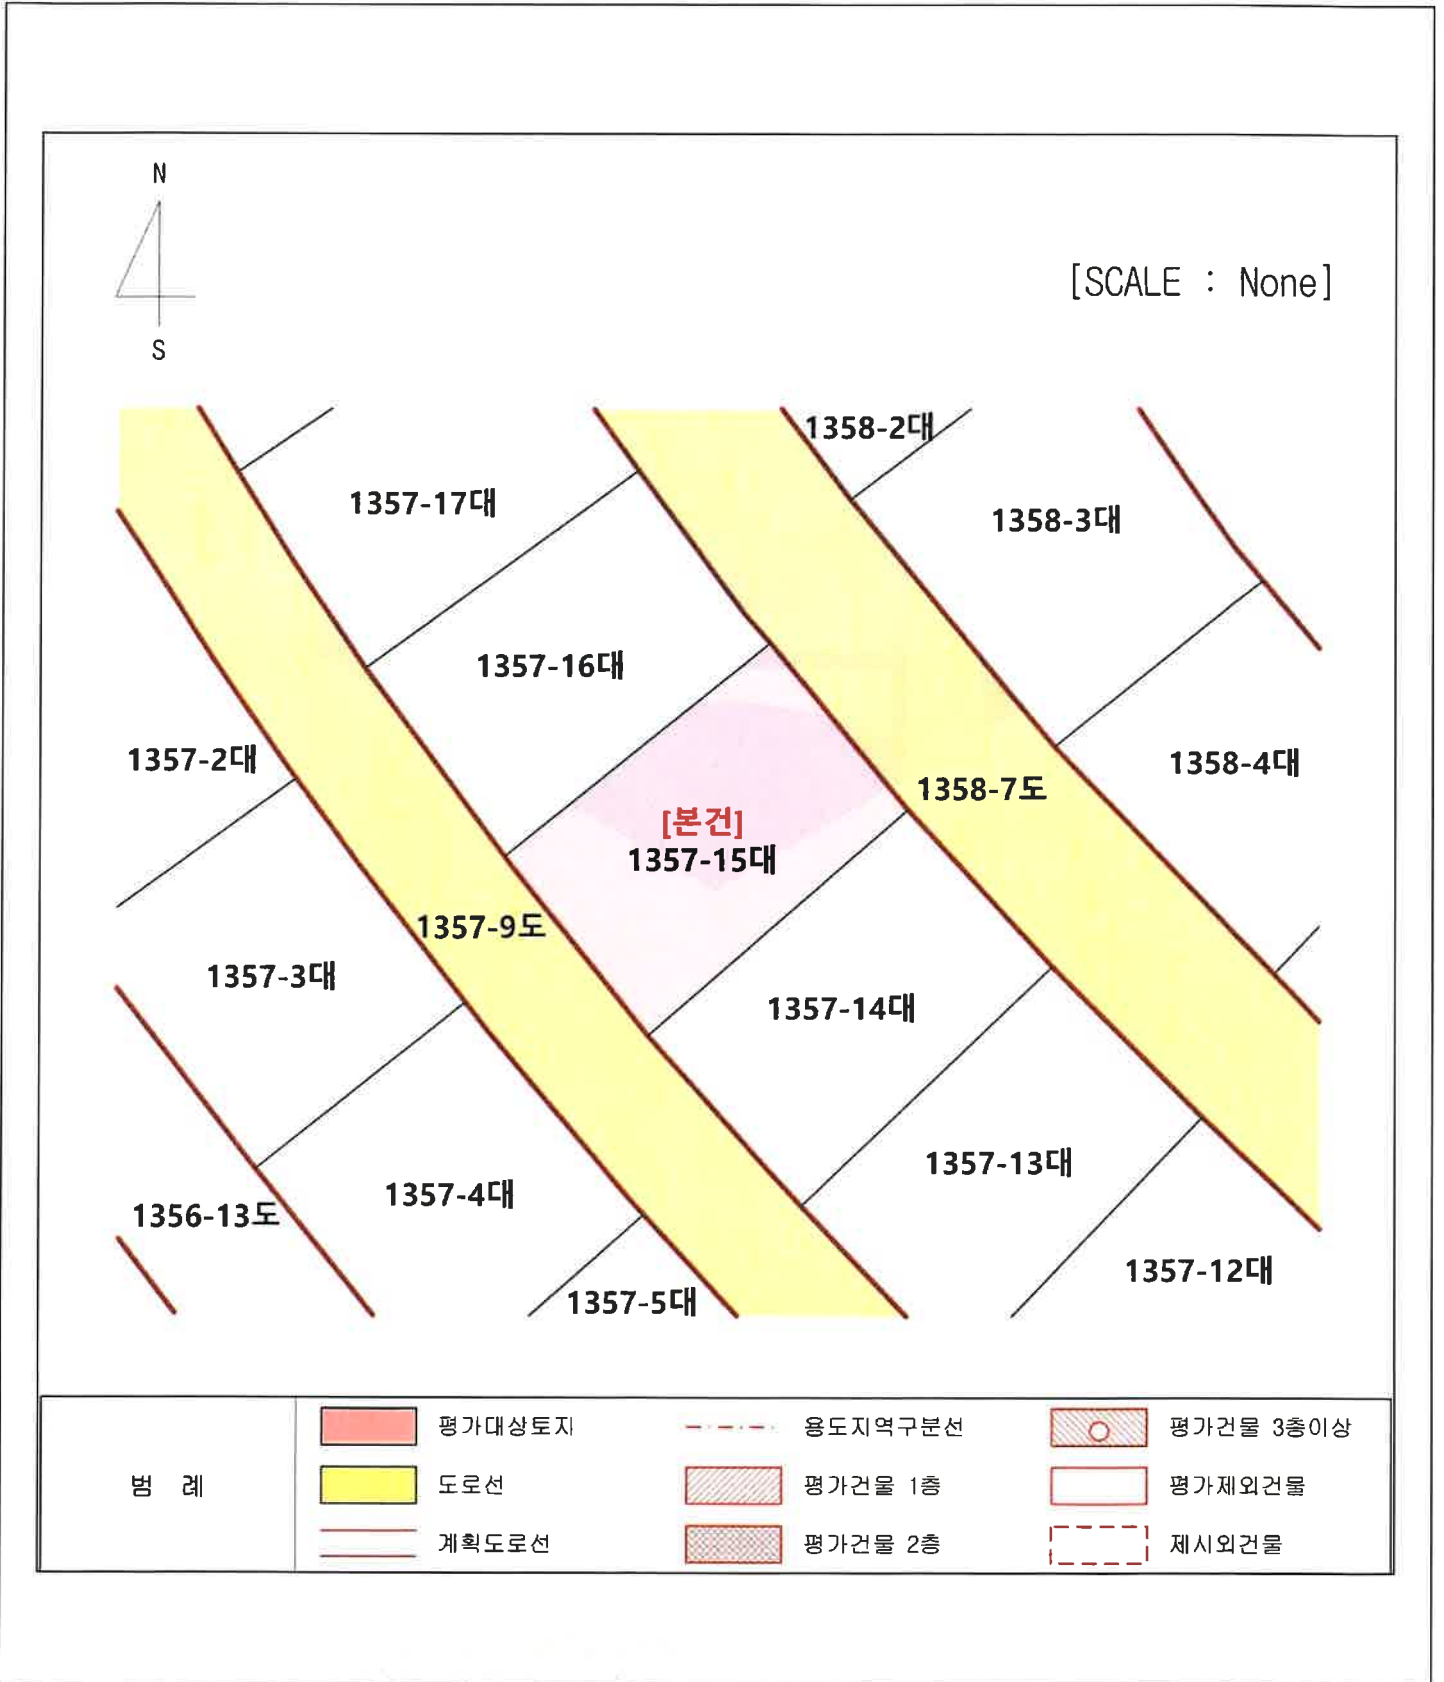 N
S
[SCALE : None]
1358-2대
1357-17대
1358-3대
1357-16대
1357-2대
1358-4대
1358-7도
[본건]
1357-15대
1357-9도
1357-3대
1357-14대
1357-13대
1357-4대
1356-13도
1357-12대
1357-5대
범 례
평가대상토지
용도지역구분선
평가건물 3층이상
도로선
평가건물 1층
평가제외건물
계획도로선
평가건물 2층
제시외건물